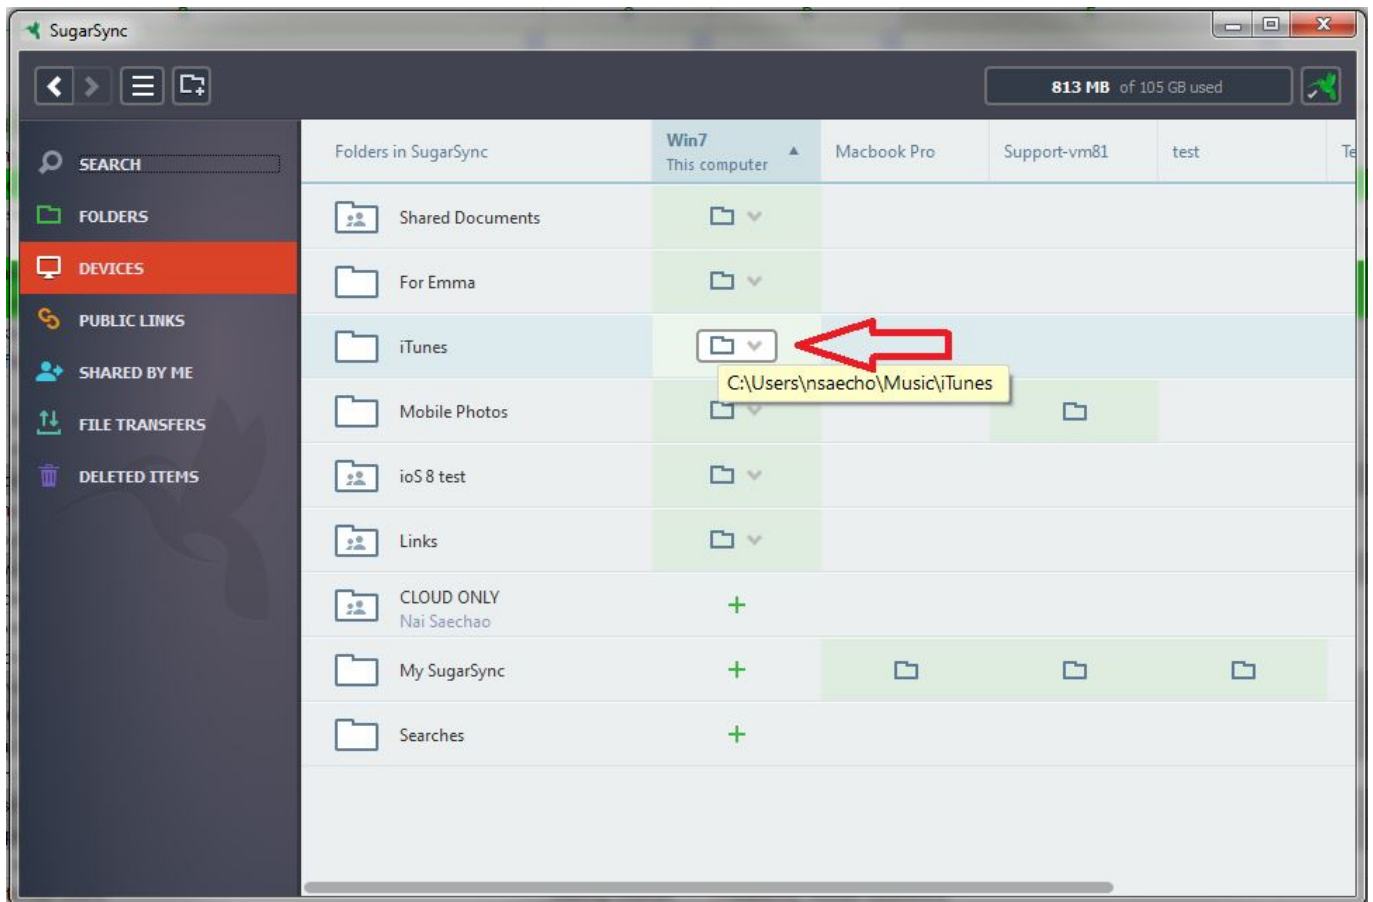 SugarSync
813 MB of 105 GB used
SEARCH
FOLDERS
DEVICES
PUBLIC LINKS
SHARED BY ME
FILE TRANSFERS
DELETED ITEMS
Folders in SugarSync
Win7
This computer
Macbook Pro
Support-vm81
test
Te
Shared Documents
For Emma
iTunes
C:\Users\nsaecho\Music\iTunes
Mobile Photos
ioS 8 test
Links
CLOUD ONLY
Nai Saechao
My SugarSync
Searches